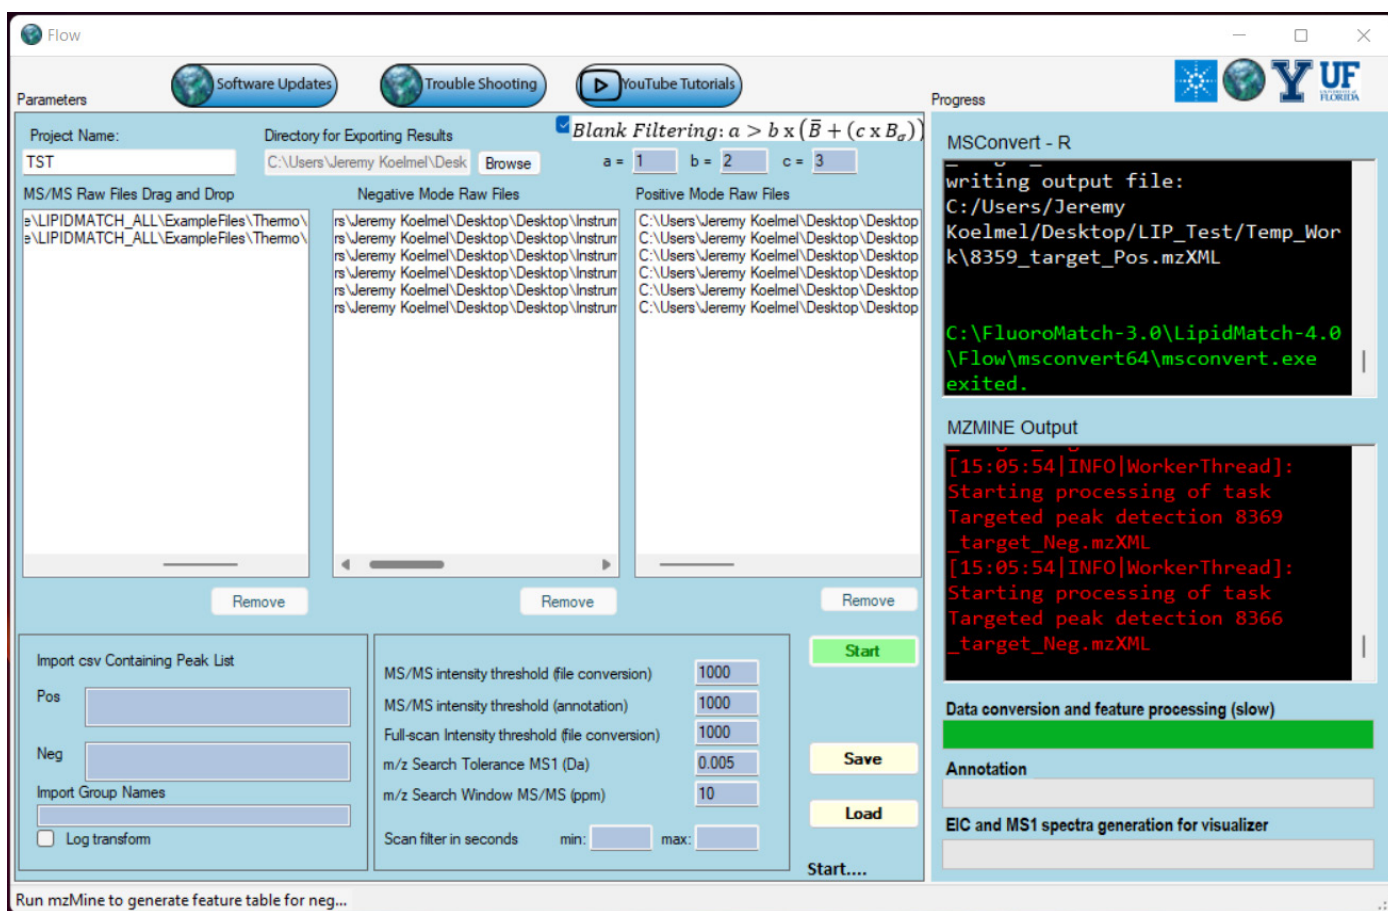 Flow
Software Updates
Trouble Shooting
YouTube Tutorials
Y UF
UNIVERSITY of
FLORIDA
Parameters
Progress
Project Name:
Directory for Exporting Results
Blank Filtering: a > b x (B̅ + (c x Bσ))
TST
C:\Users\Jeremy Koelmel\Desk
Browse
a = 1 b = 2 c = 3
MS/MS Raw Files Drag and Drop
Negative Mode Raw Files
Positive Mode Raw Files
e\LIPIDMATCH_ALL\ExampleFiles\Thermo\
e\LIPIDMATCH_ALL\ExampleFiles\Thermo\
rs\Jeremy Koelmel\Desktop\Desktop\Instrum
rs\Jeremy Koelmel\Desktop\Desktop\Instrum
rs\Jeremy Koelmel\Desktop\Desktop\Instrum
rs\Jeremy Koelmel\Desktop\Desktop\Instrum
rs\Jeremy Koelmel\Desktop\Desktop\Instrum
rs\Jeremy Koelmel\Desktop\Desktop\Instrum
C:\Users\Jeremy Koelmel\Desktop\Desktop
C:\Users\Jeremy Koelmel\Desktop\Desktop
C:\Users\Jeremy Koelmel\Desktop\Desktop
C:\Users\Jeremy Koelmel\Desktop\Desktop
C:\Users\Jeremy Koelmel\Desktop\Desktop
C:\Users\Jeremy Koelmel\Desktop\Desktop
Remove
Remove
Remove
Import csv Containing Peak List
Pos
Neg
Import Group Names
Log transform
MS/MS intensity threshold (file conversion) 1000
MS/MS intensity threshold (annotation) 1000
Full-scan Intensity threshold (file conversion) 1000
m/z Search Tolerance MS1 (Da) 0.005
m/z Search Window MS/MS (ppm) 10
Scan filter in seconds min: max:
Start
Save
Load
Start....
MSConvert - R
writing output file:
C:/Users/Jeremy
Koelmel/Desktop/LIP_Test/Temp_Wor
k\8359_target_Pos.mzXML
C:\FluoroMatch-3.0\LipidMatch-4.0
\Flow\msconvert64\msconvert.exe
exited.
MZMINE Output
[15:05:54|INFO|WorkerThread]:
Starting processing of task
Targeted peak detection 8369
_target_Neg.mzXML
[15:05:54|INFO|WorkerThread]:
Starting processing of task
Targeted peak detection 8366
_target_Neg.mzXML
Data conversion and feature processing (slow)
Annotation
EIC and MS1 spectra generation for visualizer
Run mzMine to generate feature table for neg...